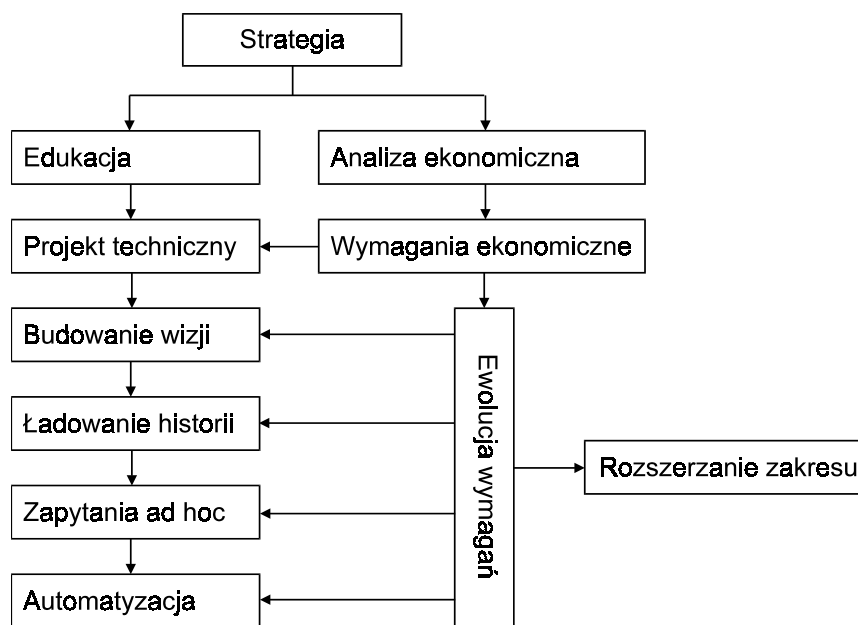 Strategia
Edukacja
Analiza ekonomiczna
Projekt techniczny
Wymagania ekonomiczne
Budowanie wizji
Ewolucja wymagań
Ładowanie historii
Rozszerzanie zakresu
Zapytania ad hoc
Automatyzacja